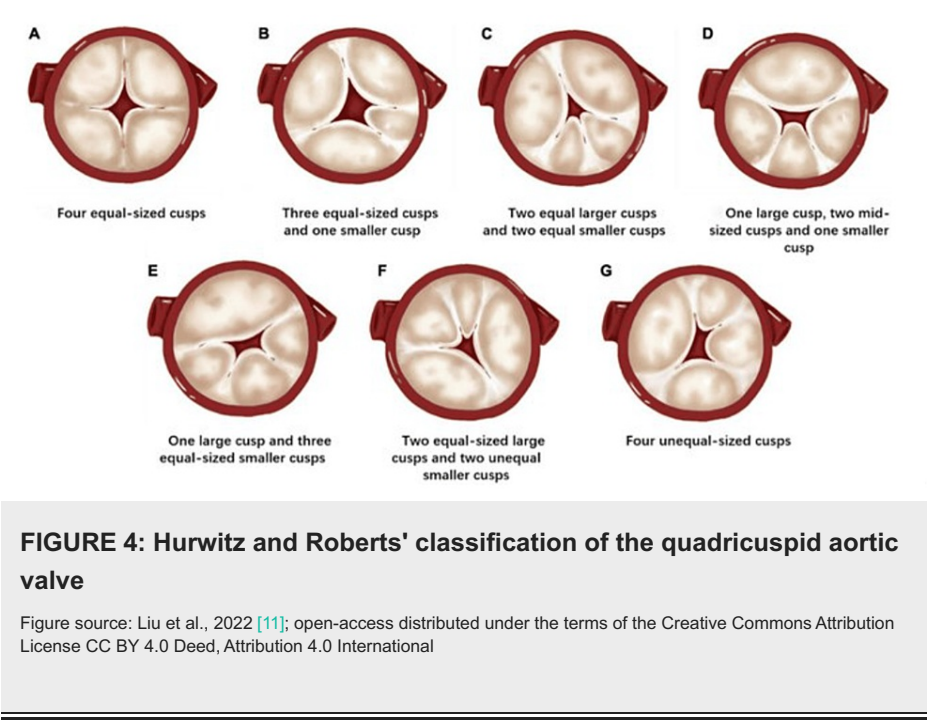 A
B
C
D
Four equal-sized cusps
Three equal-sized cusps
and one smaller cusp
Two equal larger cusps
and two equal smaller cusps
One large cusp, two mid-
sized cusps and one smaller
cusp
E
F
G
One large cusp and three
equal-sized smaller cusps
Two equal-sized large
cusps and two unequal
smaller cusps
Four unequal-sized cusps
FIGURE 4: Hurwitz and Roberts' classification of the quadricuspid aortic
valve
Figure source: Liu et al., 2022 [11]; open-access distributed under the terms of the Creative Commons Attribution
License CC BY 4.0 Deed, Attribution 4.0 International